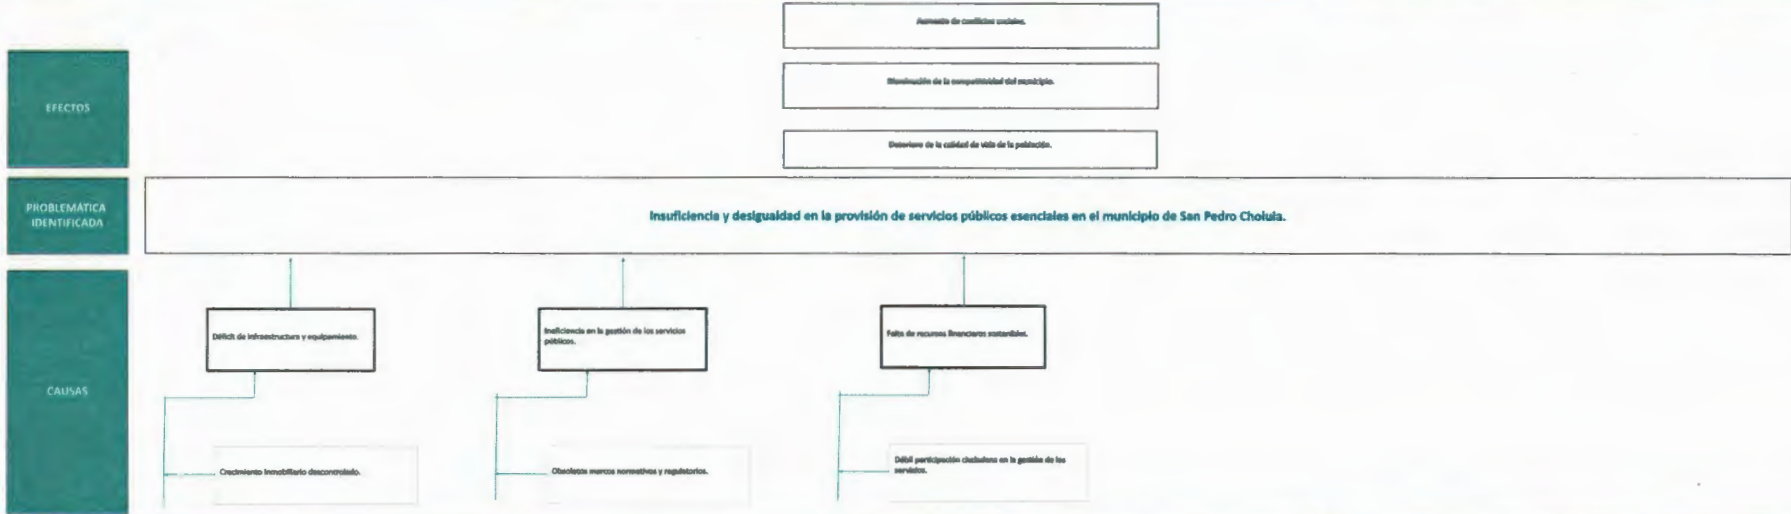 Aumento de conflictos sociales.
Disminución de la competitividad del municipio.
EFECTOS
Deterioro de la calidad de vida de la población.
PROBLEMÁTICA
IDENTIFICADA
Insuficiencia y desigualdad en la provisión de servicios públicos esenciales en el municipio de San Pedro Cholula.
CAUSAS
Déficit de infraestructura y equipamiento.
Ineficiencia en la gestión de los servicios
públicos.
Falta de recursos financieros sostenibles.
Crecimiento inmobiliario descontrolado.
Obsoletos marcos normativos y regulatorios.
Débil participación ciudadana en la gestión de los
servicios.